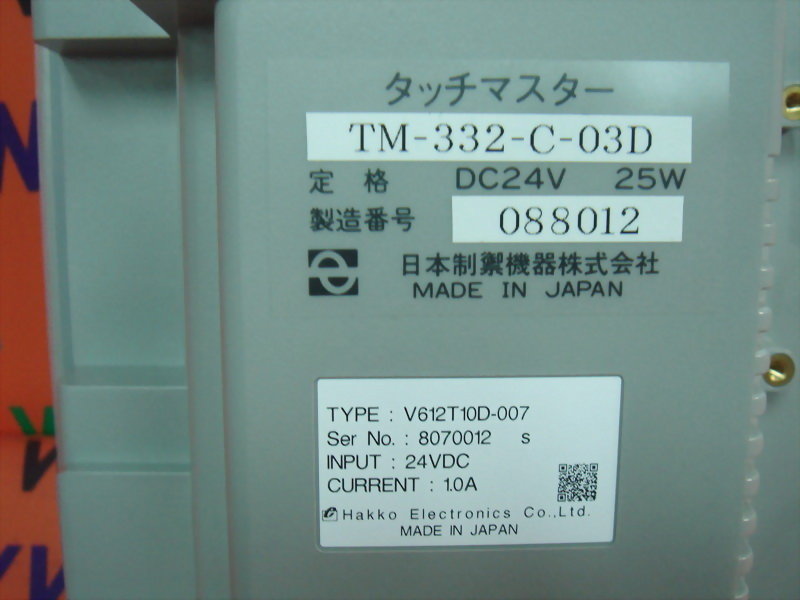 タッチマスター
TM-332-C-03D
定格 DC24V 25W
製造番号 088012
日本制禦機器株式会社
MADE IN JAPAN
TYPE : V612T10D-007
Ser No. : 8070012 s
INPUT : 24VDC
CURRENT : 1.0A
Hakko Electronics Co.,Ltd.
MADE IN JAPAN